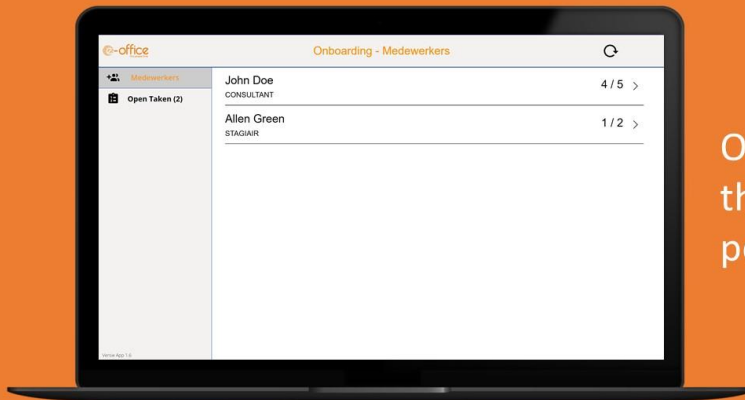 e-office
Onboarding - Medewerkers
Medewerkers
Open Taken (2)
John Doe
CONSULTANT
4 / 5
Allen Green
STAGIAIR
1 / 2
O
th